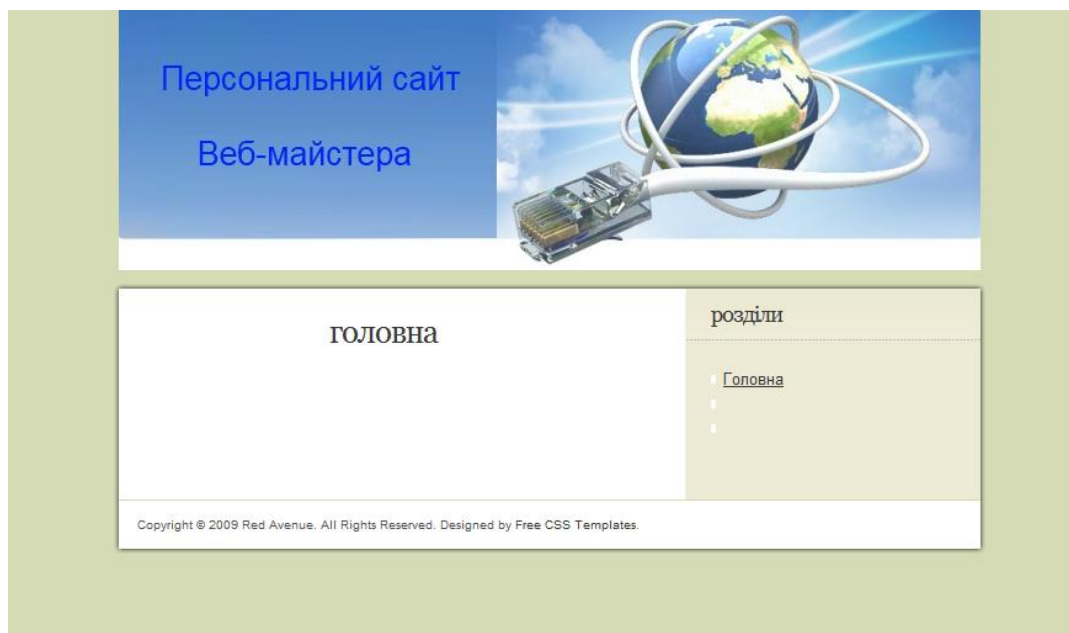 Персональний сайт
Веб-майстера
головна
розділи
Головна
Copyright © 2009 Red Avenue. All Rights Reserved. Designed by Free CSS Templates.